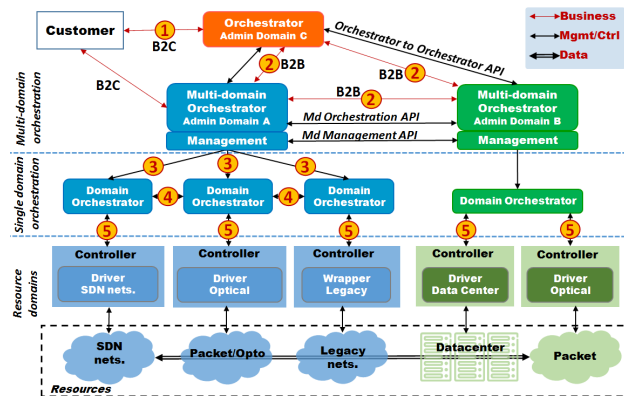 Customer
1
B2C
Orchestrator
Admin Domain C
Orchestrator to Orchestrator API
Business
Mgmt/Ctrl
Data
B2C
2
B2B
2
B2B
Multi-domain
orchestration
Multi-domain
Orchestrator
Admin Domain A
Management
B2B
2
Md Orchestration API
Md Management API
Multi-domain
Orchestrator
Admin Domain B
Management
Single domain
orchestration
3
3
3
Domain
Orchestrator
4
Domain
Orchestrator
4
Domain
Orchestrator
Domain Orchestrator
5
5
5
5
5
Resource
domains
Controller
Driver
SDN nets.
Controller
Driver
Optical
Controller
Wrapper
Legacy
Controller
Driver
Data Center
Controller
Driver
Optical
SDN
nets.
Packet/Opto
Legacy
nets.
Datacenter
Packet
Resources